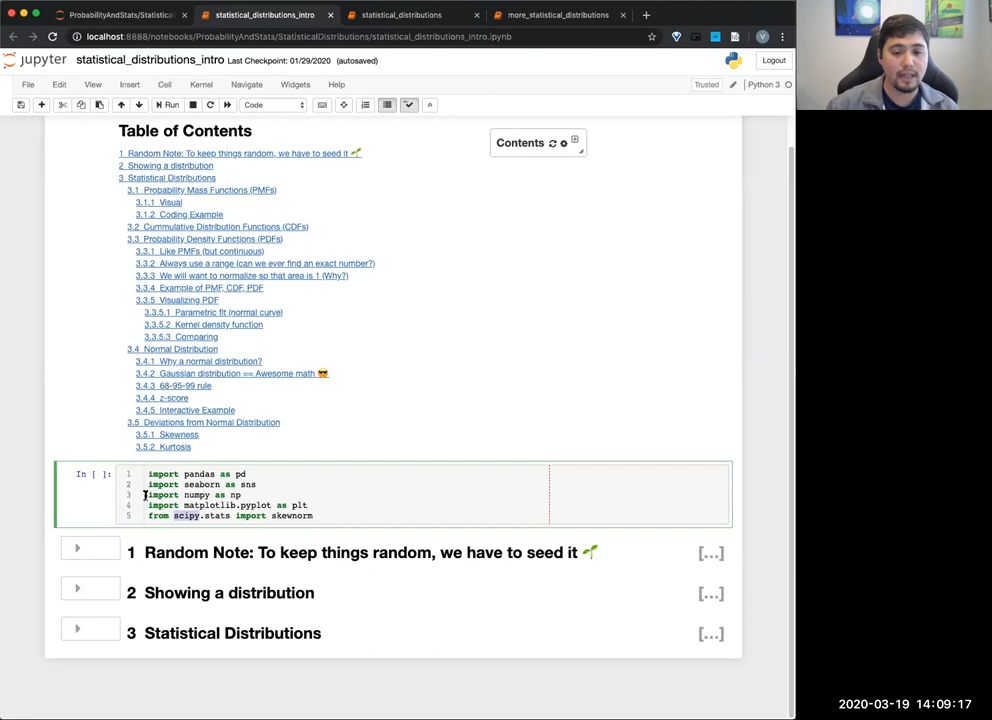 ProbabilityAndStats/Statistical
statistical_distributions_intro
statistical_distributions
more_statistical_distributions
localhost:8888/notebooks/ProbabilityAndStats/StatisticalDistributions/statistical_distributions_intro.ipynb
jupyter statistical_distributions_intro Last Checkpoint: 01/29/2020 (autosaved)
Logout
File Edit View Insert Cell Kernel Navigate Widgets Help
Trusted
Python 3
Run
Code
Table of Contents
Contents
1 Random Note: To keep things random, we have to seed it 🌱
2 Showing a distribution
3 Statistical Distributions
3.1 Probability Mass Functions (PMFs)
3.1.1 Visual
3.1.2 Coding Example
3.2 Cummulative Distribution Functions (CDFs)
3.3 Probability Density Functions (PDFs)
3.3.1 Like PMFs (but continuous)
3.3.2 Always use a range (can we ever find an exact number?)
3.3.3 We will want to normalize so that area is 1 (Why?)
3.3.4 Example of PMF, CDF, PDF
3.3.5 Visualizing PDF
3.3.5.1 Parametric fit (normal curve)
3.3.5.2 Kernel density function
3.3.5.3 Comparing
3.4 Normal Distribution
3.4.1 Why a normal distribution?
3.4.2 Gaussian distribution == Awesome math 😎
3.4.3 68-95-99 rule
3.4.4 z-score
3.4.5 Interactive Example
3.5 Deviations from Normal Distribution
3.5.1 Skewness
3.5.2 Kurtosis
In [ ]:
1 import pandas as pd
2 import seaborn as sns
3 import numpy as np
4 import matplotlib.pyplot as plt
5 from scipy.stats import skewnorm
1 Random Note: To keep things random, we have to seed it 🌱
[...]
2 Showing a distribution
[...]
3 Statistical Distributions
[...]
2020-03-19 14:09:17